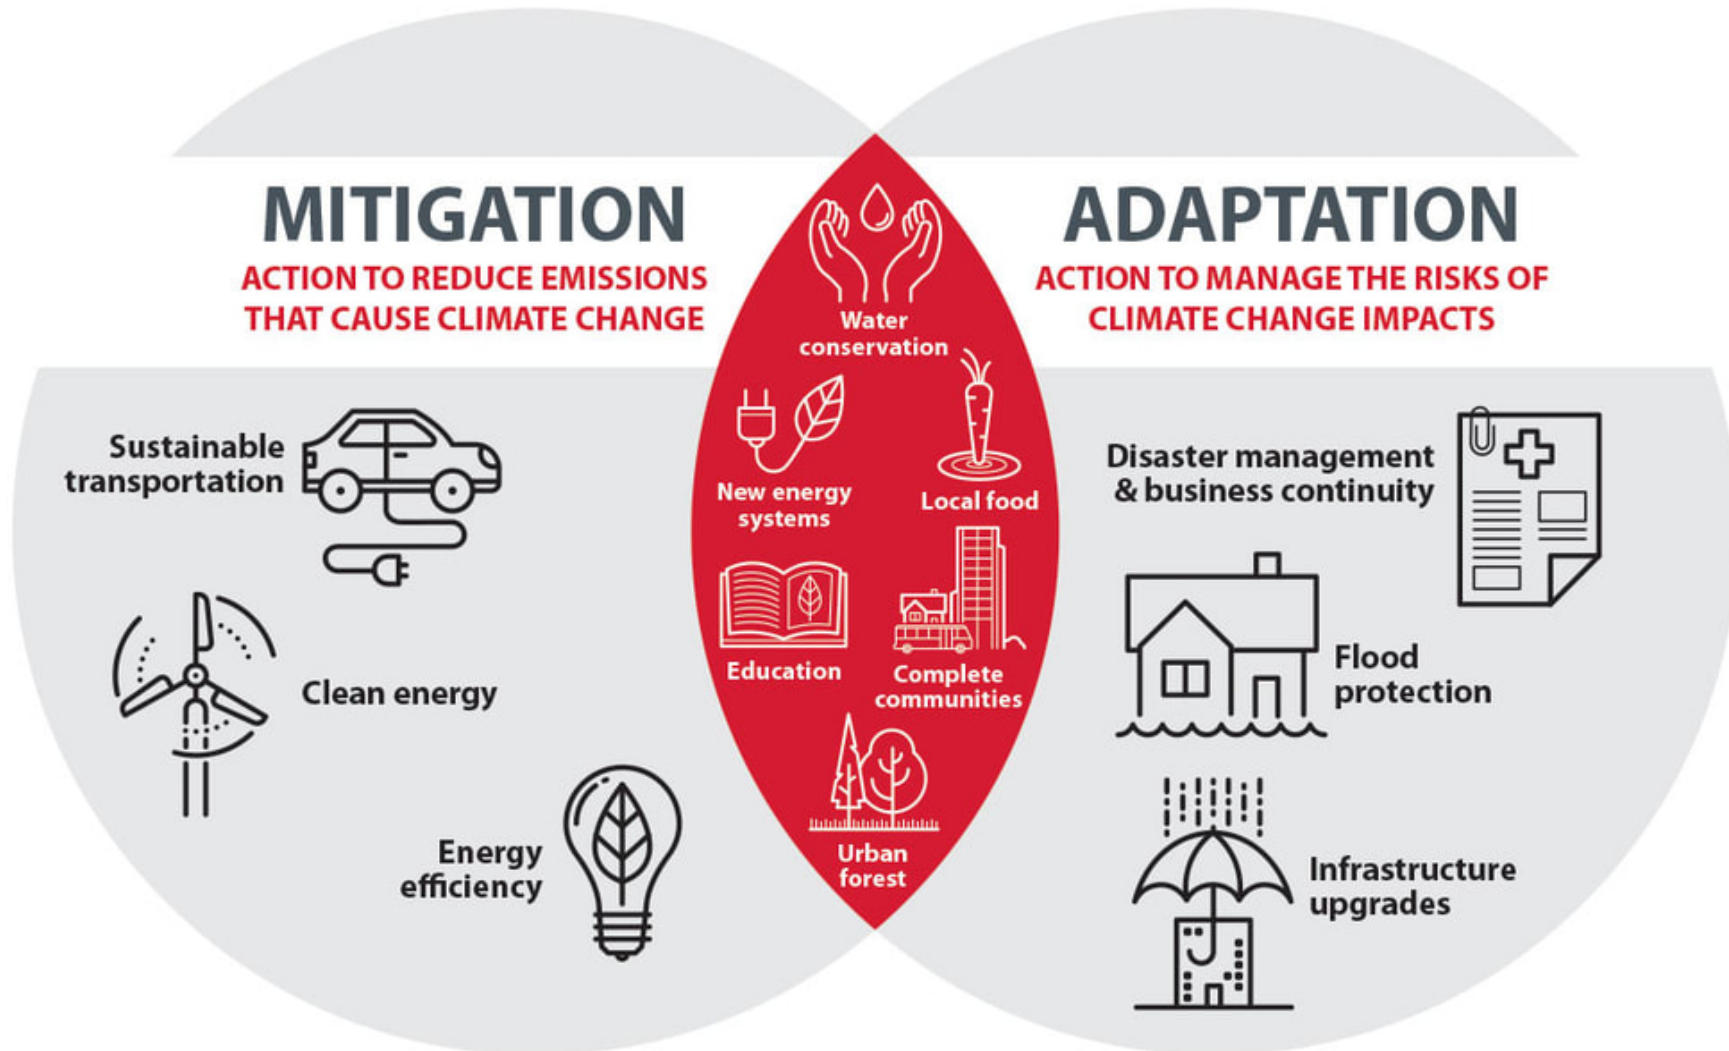 MITIGATION
ACTION TO REDUCE EMISSIONS
THAT CAUSE CLIMATE CHANGE
Sustainable
transportation
Clean energy
Energy
efficiency
Water
conservation
New energy
systems
Local food
Education
Complete
communities
Urban
forest
ADAPTATION
ACTION TO MANAGE THE RISKS OF
CLIMATE CHANGE IMPACTS
Disaster management
& business continuity
Flood
protection
Infrastructure
upgrades